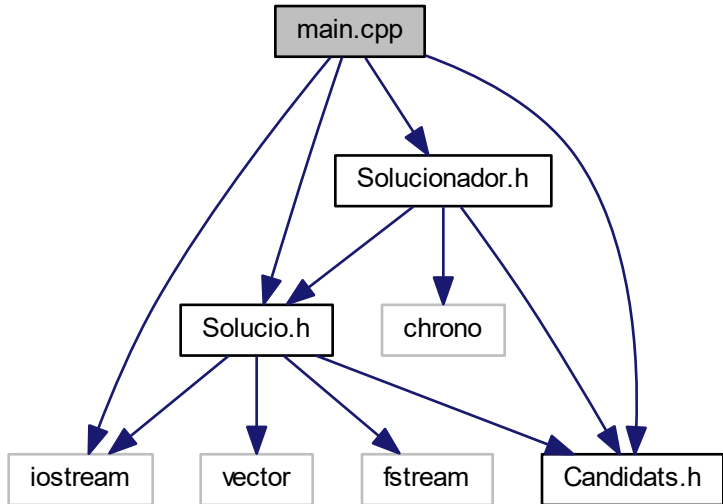 main.cpp
Solucionador.h
Solucio.h
chrono
iostream
vector
fstream
Candidats.h